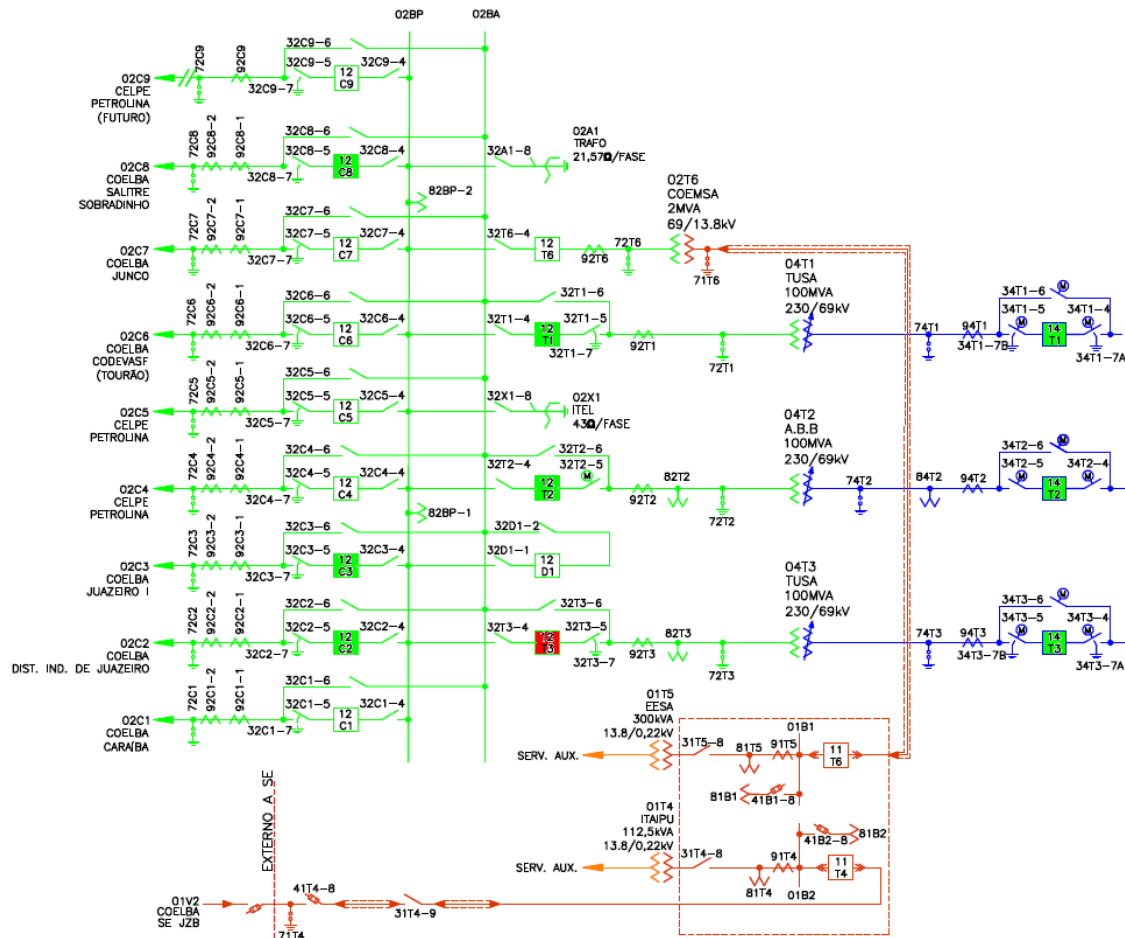 02BP
02BA
32C9-6
72C9
92C9
32C9-5
12
C9
32C9-4
32C9-7
02C9
CELPE
PETROLINA
(FUTURO)
32C8-6
72C8
92C8-2
92C8-1
32C8-5
12
C8
32C8-4
32C8-7
02C8
COELBA
SALITRE
SOBRADINHO
32A1-8
02A1
TRAFO
21,57Ω/FASE
82BP-2
32C7-6
72C7
92C7-2
92C7-1
32C7-5
12
C7
32C7-4
32C7-7
02C7
COELBA
JUNCO
32T6-4
12
T6
92T6
72T6
02T6
COEMSA
2MVA
69/13.8kV
71T6
32C6-6
72C6
92C6-2
92C6-1
32C6-5
12
C6
32C6-4
32C6-7
02C6
COELBA
CODEVASF
(TOURÃO)
32T1-6
32T1-4
12
T1
32T1-5
32T1-7
92T1
72T1
04T1
TUSA
100MVA
230/69kV
74T1
94T1
34T1-7B
34T1-6
M
34T1-5
M
14
T1
34T1-4
M
34T1-7A
32C5-6
72C5
92C5-2
92C5-1
32C5-5
12
C5
32C5-4
32C5-7
02C5
CELPE
PETROLINA
32X1-8
02X1
ITEL
43Ω/FASE
32C4-6
72C4
92C4-2
92C4-1
32C4-5
12
C4
32C4-4
32C4-7
02C4
CELPE
PETROLINA
32T2-6
32T2-4
12
T2
32T2-5
M
92T2
82T2
72T2
04T2
A.B.B
100MVA
230/69kV
74T2
84T2
94T2
34T2-6
M
34T2-5
M
14
T2
34T2-4
M
82BP-1
32C3-6
72C3
92C3-2
92C3-1
32C3-5
12
C3
32C3-4
32C3-7
02C3
COELBA
JUAZEIRO I
32D1-2
32D1-1
12
D1
32C2-6
72C2
92C2-2
92C2-1
32C2-5
12
C2
32C2-4
32C2-7
02C2
COELBA
DIST. IND. DE JUAZEIRO
32T3-6
32T3-4
12
T3
32T3-5
32T3-7
92T3
82T3
72T3
04T3
TUSA
100MVA
230/69kV
74T3
94T3
34T3-7B
34T3-6
M
34T3-5
M
14
T3
34T3-4
M
34T3-7A
32C1-6
72C1
92C1-2
92C1-1
32C1-5
12
C1
32C1-4
32C1-7
02C1
COELBA
CARAÍBA
01T5
EESA
300kVA
13.8/0,22kV
SERV. AUX.
31T5-8
81T5
91T5
01B1
11
T6
81B1
41B1-8
01T4
ITAIPU
112,5kVA
13.8/0,22kV
SERV. AUX.
31T4-8
81T4
91T4
01B2
11
T4
41B2-8
81B2
EXTERNO A SE
01V2
COELBA
SE JZB
41T4-8
71T4
31T4-9